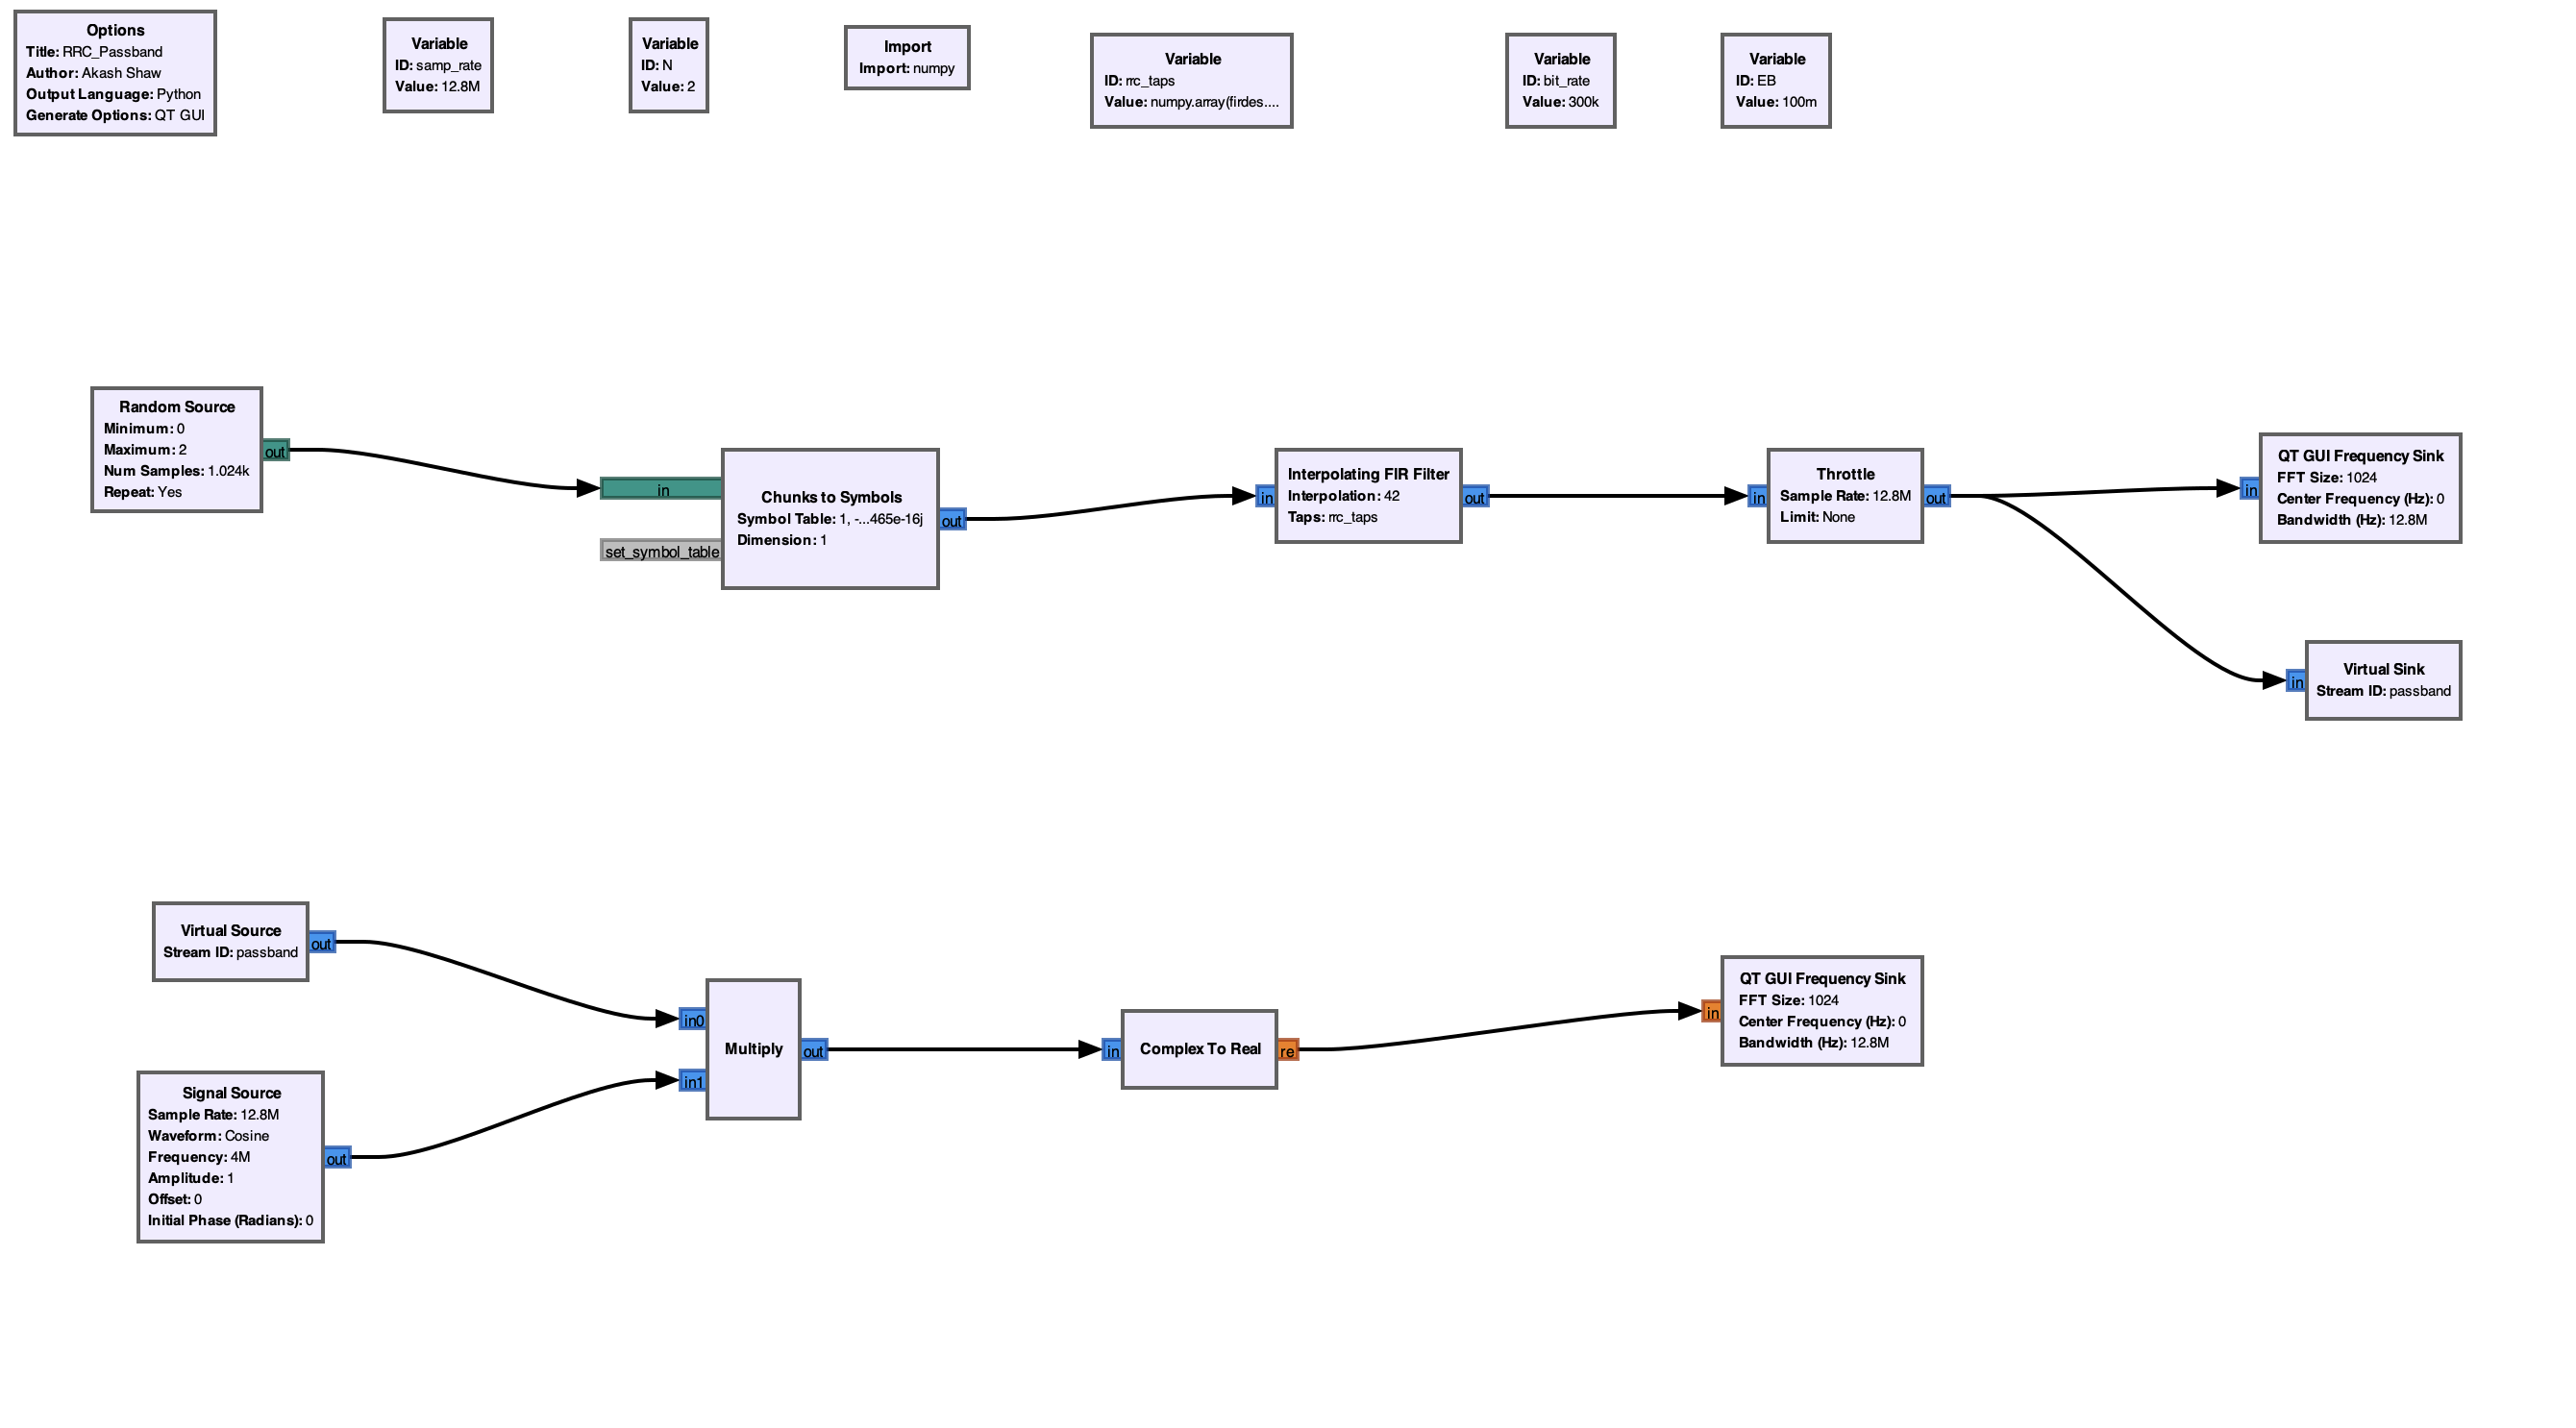 Options
Title: RRC_Passband
Author: Akash Shaw
Output Language: Python
Generate Options: QT GUI
Variable
ID: samp_rate
Value: 12.8M
Variable
ID: N
Value: 2
Import
Import: numpy
Variable
ID: rrc_taps
Value: numpy.array(firdes....
Variable
ID: bit_rate
Value: 300k
Variable
ID: EB
Value: 100m
Random Source
Minimum: 0
Maximum: 2
Num Samples: 1.024k
Repeat: Yes
out
in
set_symbol_table
Chunks to Symbols
Symbol Table: 1, -...465e-16j
Dimension: 1
out
in
Interpolating FIR Filter
Interpolation: 42
Taps: rrc_taps
out
in
Throttle
Sample Rate: 12.8M
Limit: None
out
in
QT GUI Frequency Sink
FFT Size: 1024
Center Frequency (Hz): 0
Bandwidth (Hz): 12.8M
in
Virtual Sink
Stream ID: passband
Virtual Source
Stream ID: passband
out
Signal Source
Sample Rate: 12.8M
Waveform: Cosine
Frequency: 4M
Amplitude: 1
Offset: 0
Initial Phase (Radians): 0
out
in0
in1
Multiply
out
in
Complex To Real
re
in
QT GUI Frequency Sink
FFT Size: 1024
Center Frequency (Hz): 0
Bandwidth (Hz): 12.8M